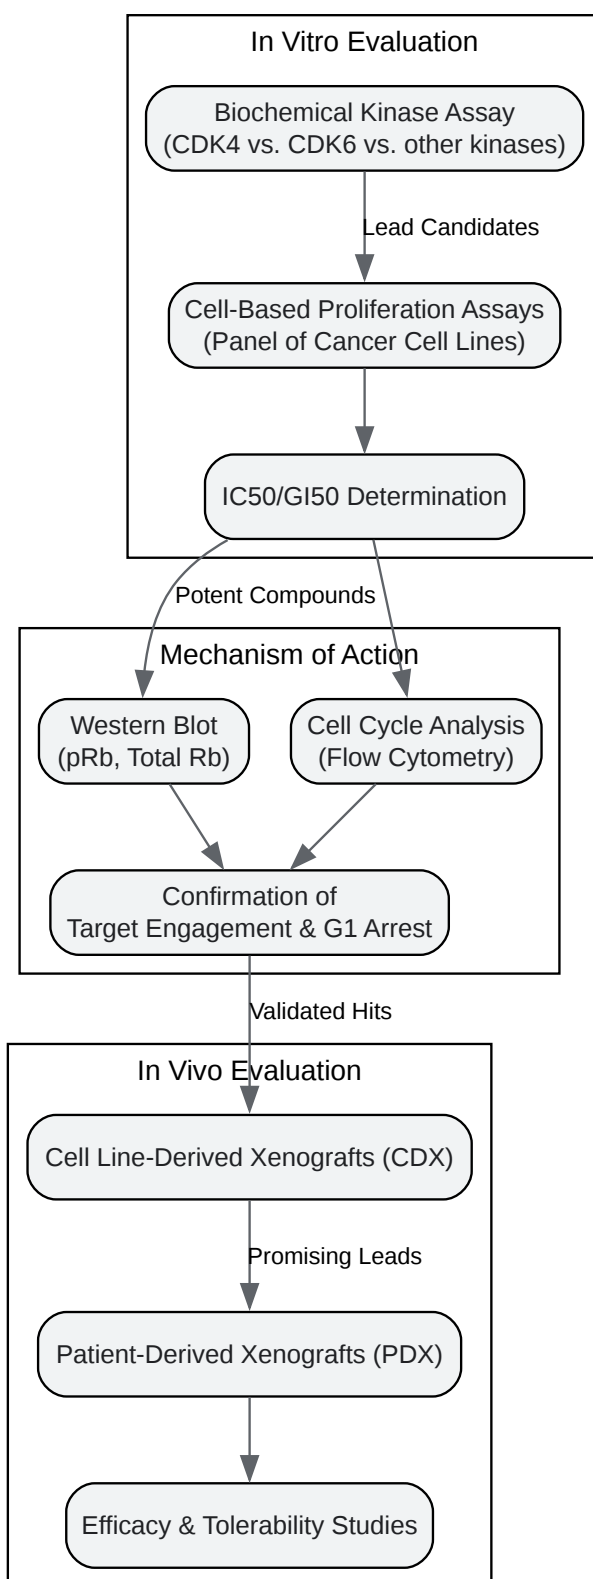 In Vitro Evaluation
Biochemical Kinase Assay
(CDK4 vs. CDK6 vs. other kinases)
Lead Candidates
Cell-Based Proliferation Assays
(Panel of Cancer Cell Lines)
IC50/GI50 Determination
Potent Compounds
Mechanism of Action
Western Blot
(pRb, Total Rb)
Cell Cycle Analysis
(Flow Cytometry)
Confirmation of
Target Engagement & G1 Arrest
Validated Hits
In Vivo Evaluation
Cell Line-Derived Xenografts (CDX)
Promising Leads
Patient-Derived Xenografts (PDX)
Efficacy & Tolerability Studies